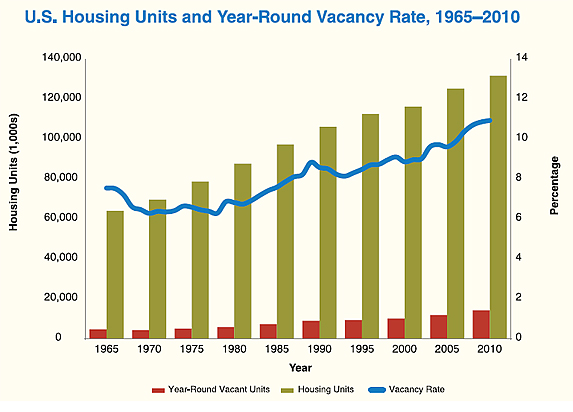 U.S. Housing Units and Year-Round Vacancy Rate, 1965–2010
140,000
120,000
100,000
80,000
60,000
40,000
20,000
0
Housing Units (1,000s)
14
12
10
8
6
4
2
0
Percentage
1965 1970 1975 1980 1985 1990 1995 2000 2005 2010
Year
Year-Round Vacant Units Housing Units Vacancy Rate